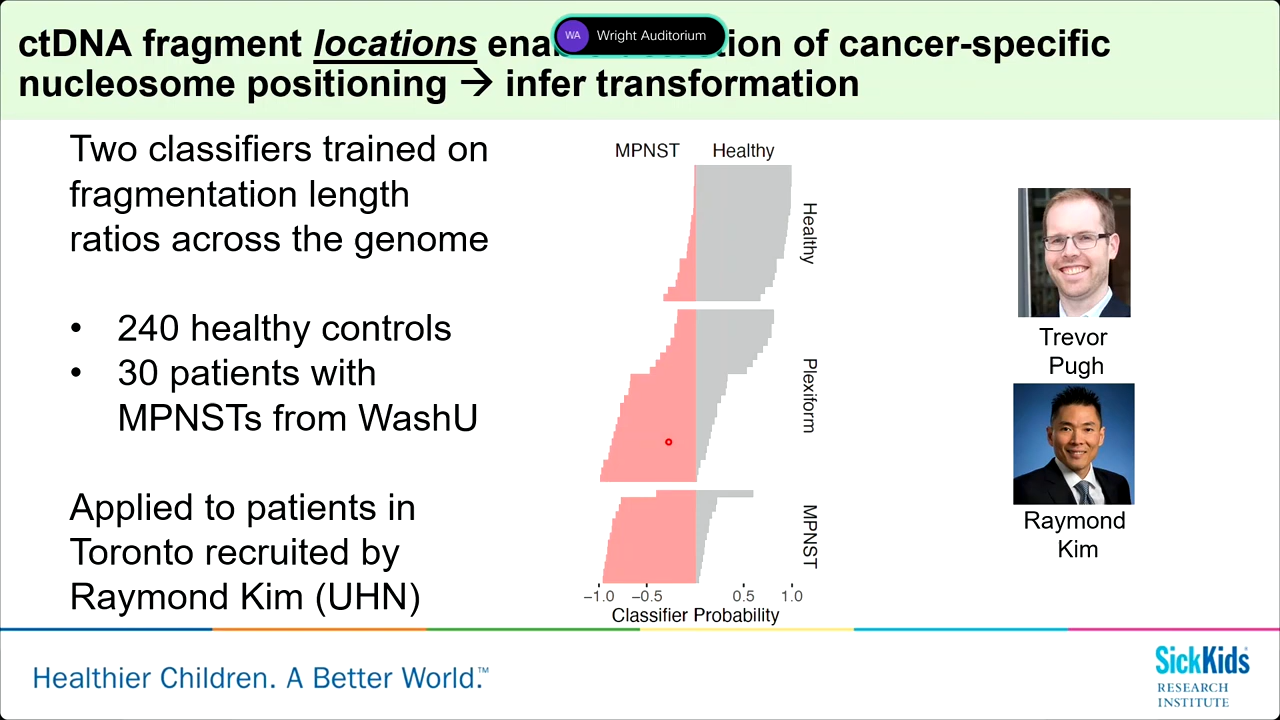 ctDNA fragment locations of cancer-specific
WA Wright Auditorium
nucleosome positioning → infer transformation
Two classifiers trained on
fragmentation length
ratios across the genome
• 240 healthy controls
• 30 patients with
MPNSTs from WashU
Applied to patients in
Toronto recruited by
Raymond Kim (UHN)
MPNST Healthy
Healthy
Plexiform
MPNST
−1.0 −0.5 0.5 1.0
Classifier Probability
Trevor
Pugh
Raymond
Kim
Healthier Children. A Better World.™
SickKids®
RESEARCH
INSTITUTE